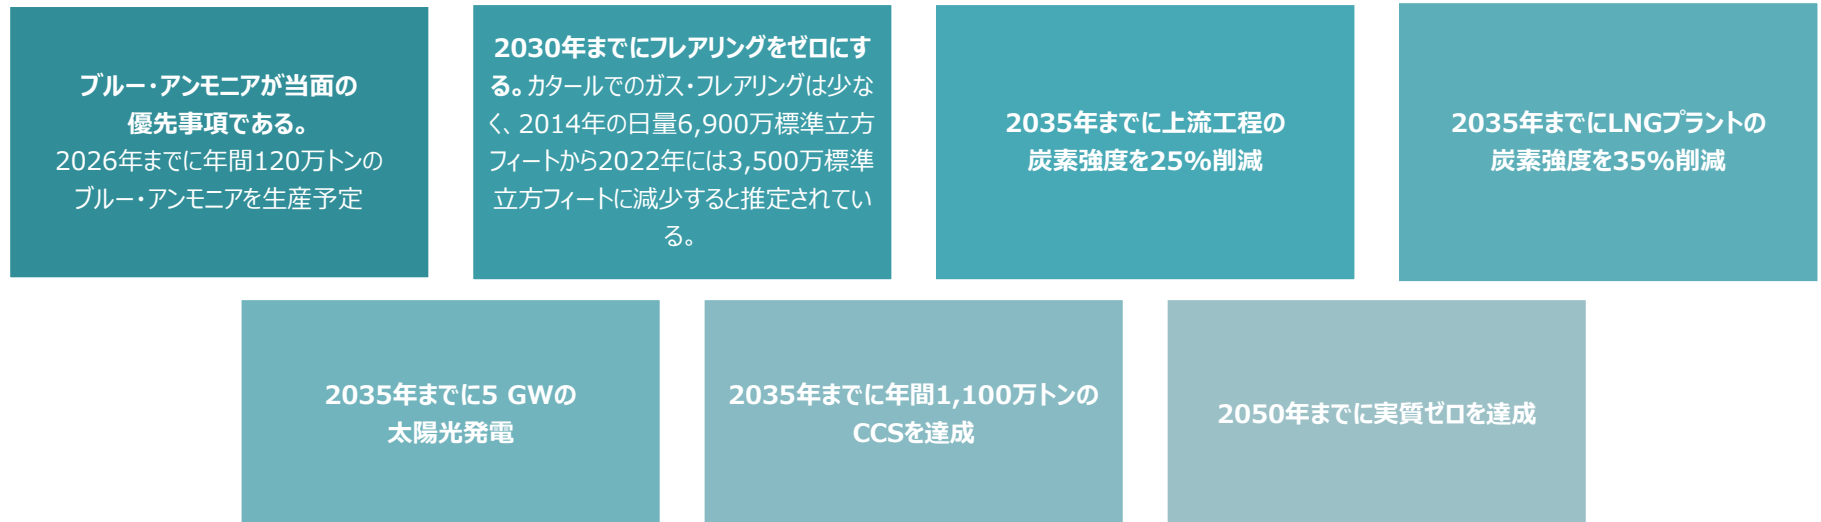 ブルー・アンモニアが当面の
優先事項である。
2026年までに年間120万トンの
ブルー・アンモニアを生産予定
2030年までにフレアリングをゼロにす
る。カタールでのガス・フレアリングは少な
く、2014年の日量6,900万標準立方
フィートから2022年には3,500万標準
立方フィートに減少すると推定されてい
る。
2035年までに上流工程の
炭素強度を25%削減
2035年までにLNGプラントの
炭素強度を35%削減
2035年までに5 GWの
太陽光発電
2035年までに年間1,100万トンの
CCSを達成
2050年までに実質ゼロを達成